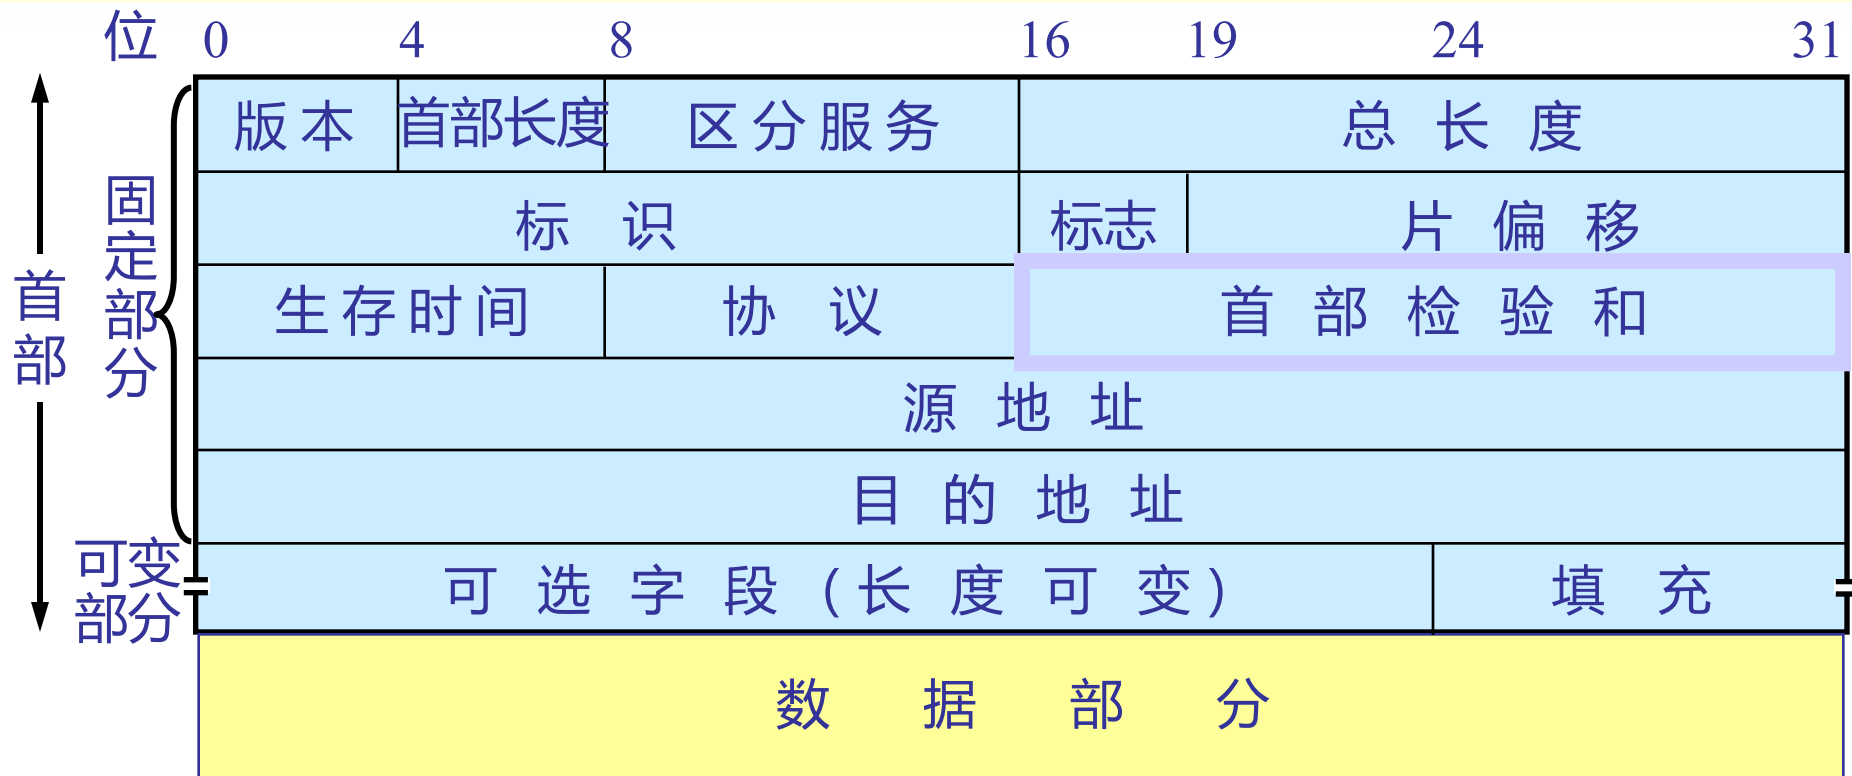 位 0 4 8 16 19 24 31
版本 首部长度 区分服务 总长度
标识 标志 片偏移
生存时间 协议 首部检验和
源地址
目的地址
可选字段(长度可变) 填充
数据部分
首部
固定部分
可变
部分